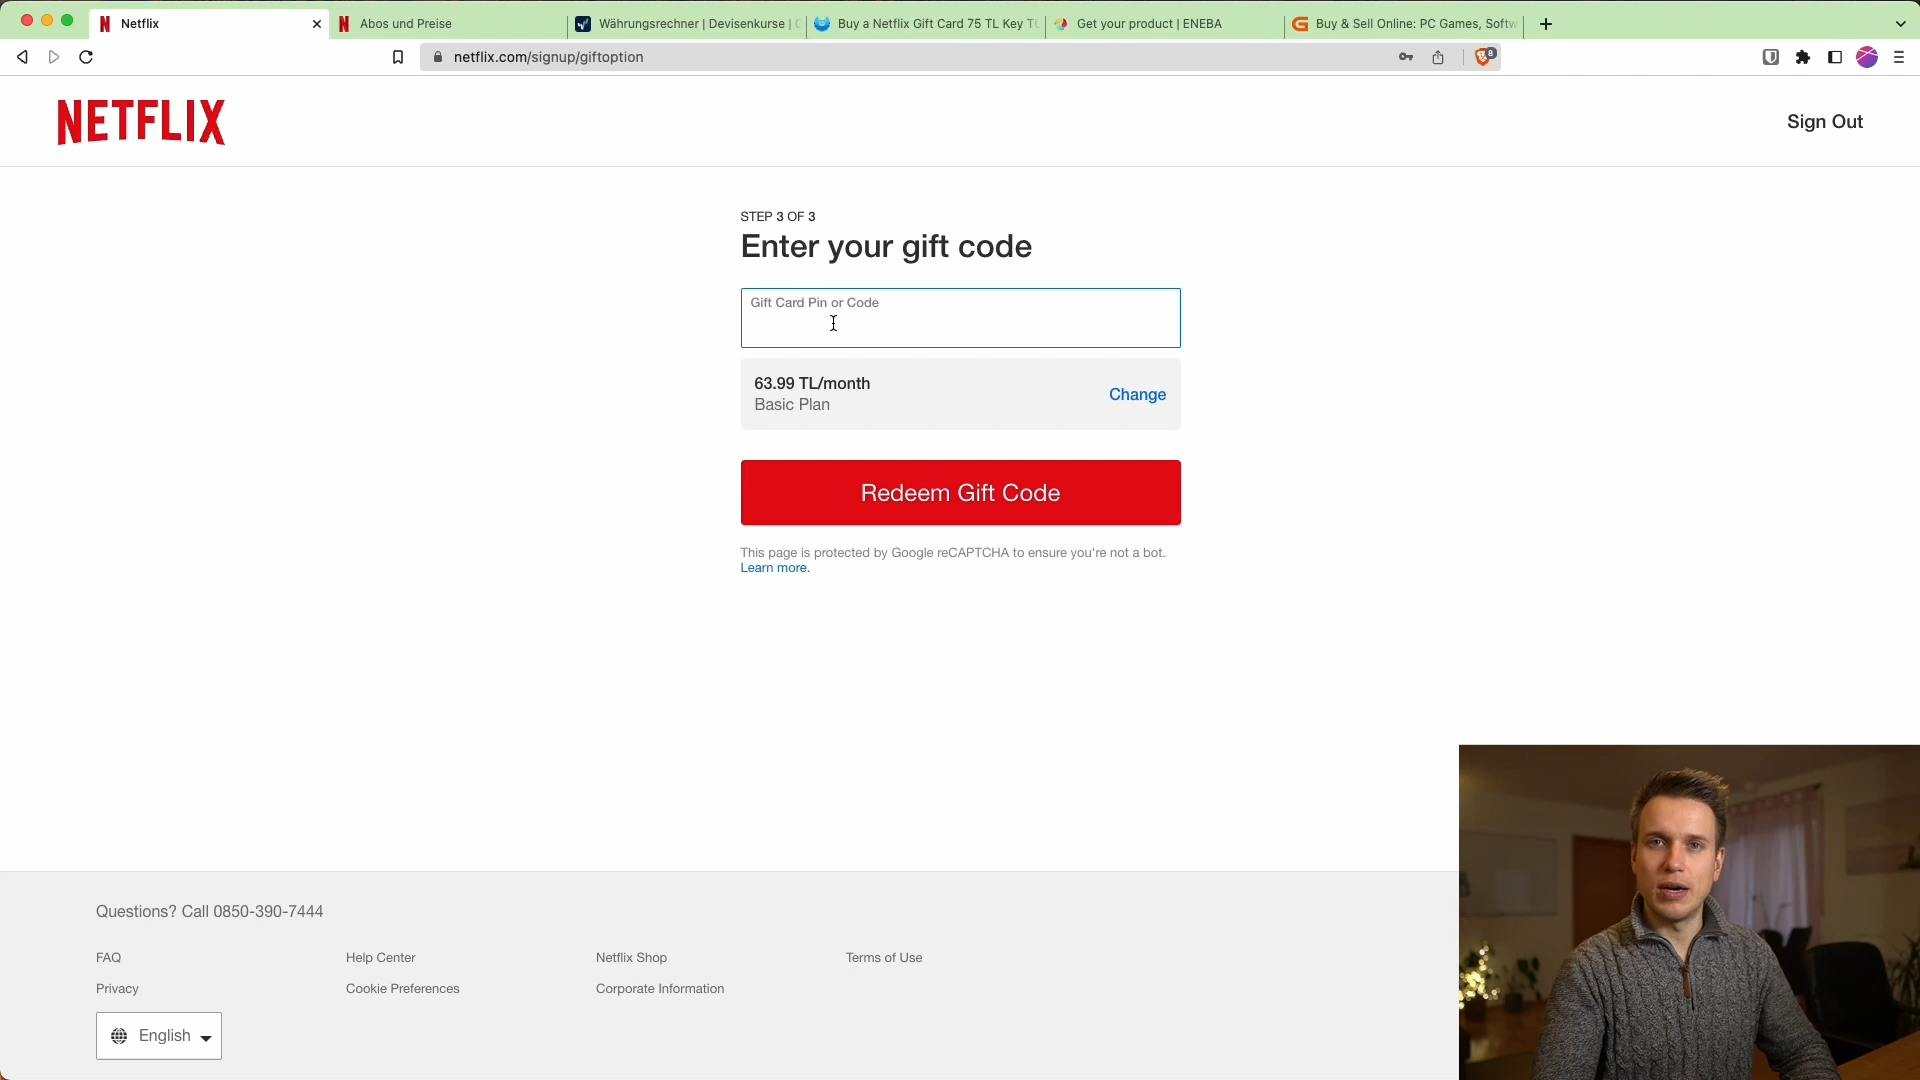 Netflix
Abos und Preise
Währungsrechner | Devisenkurse |
Buy a Netflix Gift Card 75 TL Key
Get your product | ENEBA
Buy & Sell Online: PC Games, Softw
netflix.com/signup/giftoption
8
NETFLIX
Sign Out
STEP 3 OF 3
Enter your gift code
Gift Card Pin or Code
63.99 TL/month
Basic Plan
Change
Redeem Gift Code
This page is protected by Google reCAPTCHA to ensure you're not a bot.
Learn more.
Questions? Call 0850-390-7444
FAQ
Help Center
Netflix Shop
Terms of Use
Privacy
Cookie Preferences
Corporate Information
English